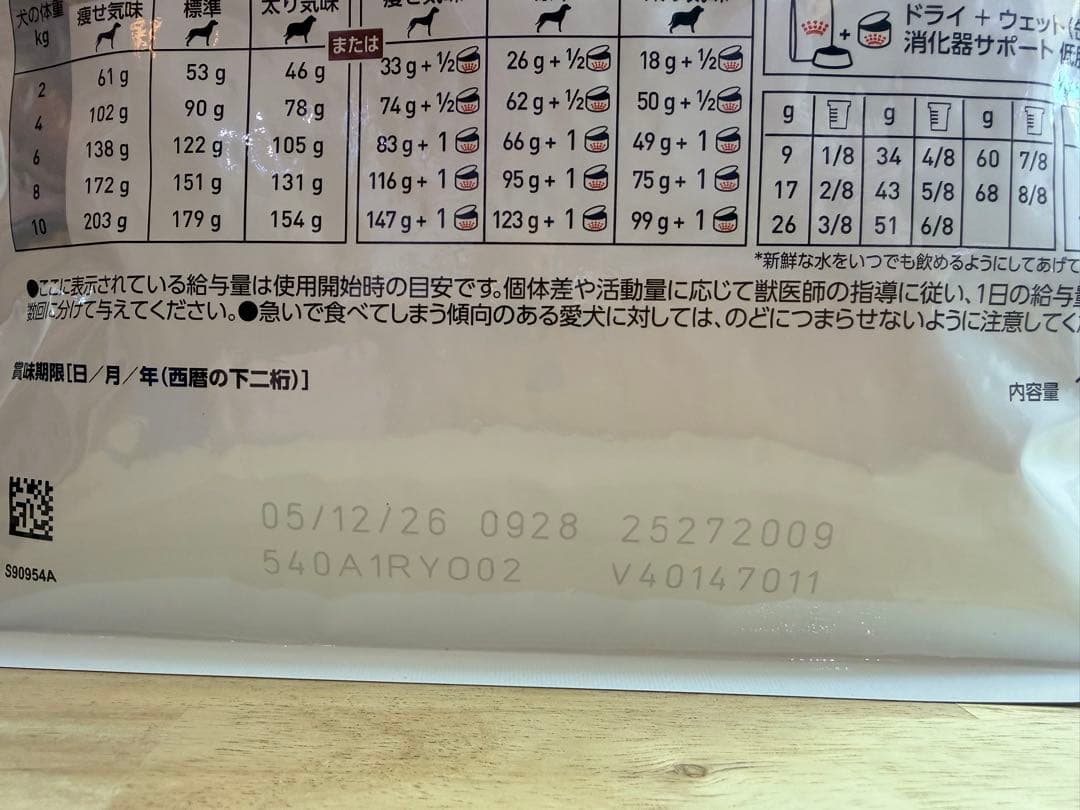 犬の体重 痩せ気味 標準 太り気味
kg
または
ドライ + ウェット
消化器サポート
2 61 g 53 g 46 g 33 g + ½ 26 g + ½ 18 g + ½
4 102 g 90 g 78 g 74 g + ½ 62 g + ½ 50 g + ½
6 138 g 122 g 105 g 83 g + 1 66 g + 1 49 g + 1
8 172 g 151 g 131 g 116 g + 1 95 g + 1 75 g + 1
10 203 g 179 g 154 g 147 g + 1 123 g + 1 99 g + 1
g g g
9 1/8 34 4/8 60 7/8
17 2/8 43 5/8 68 8/8
26 3/8 51 6/8
*新鮮な水をいつでも飲めるようにしてあげて
●ここに表示されている給与量は使用開始時の目安です。個体差や活動量に応じて獣医師の指導に従い、1日の給与
数回に分けて与えてください。●急いで食べてしまう傾向のある愛犬に対しては、のどにつまらせないように注意してく
賞味期限[日/月/年(西暦の下二桁)]
内容量
05/12/26 0928 25272009
540A1RY002 V40147011
S90954A